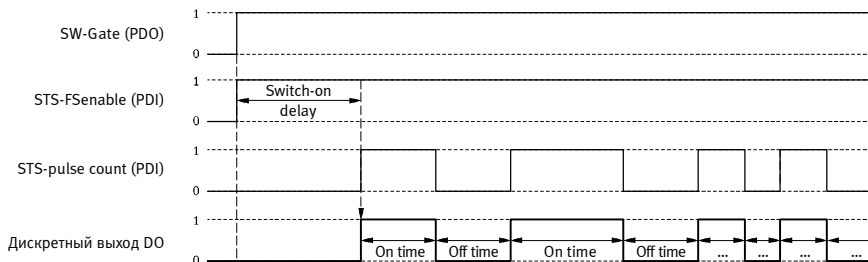 SW-Gate (PDO)
1
0
STS-FSenable (PDI)
1
0
Switch-on
delay
STS-pulse count (PDI)
1
0
Дискретный выход DO
1
0
On time
Off time
On time
Off time
...
...
...
...